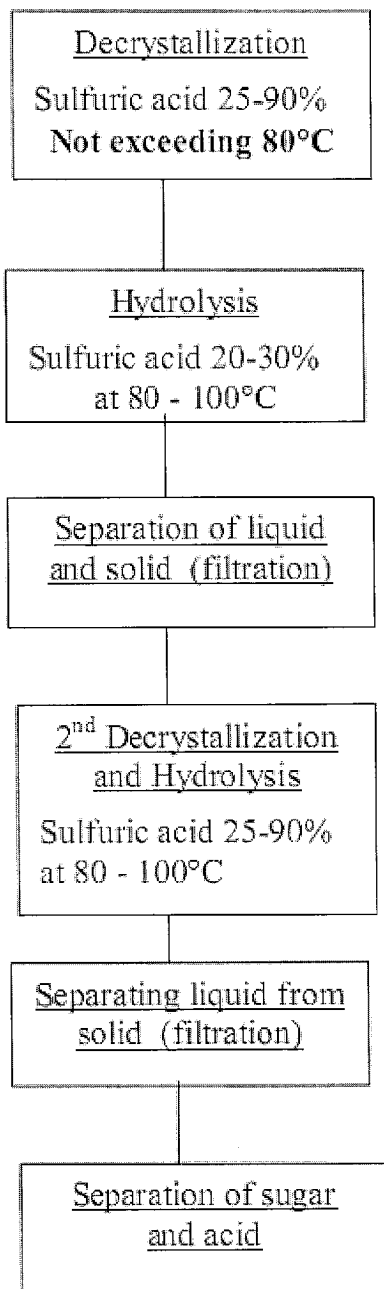 Decrystallization
Sulfuric acid 25-90%
Not exceeding 80°C
Hydrolysis
Sulfuric acid 20-30%
at 80 - 100°C
Separation of liquid
and solid (filtration)
2nd Decrystallization
and Hydrolysis
Sulfuric acid 25-90%
at 80 - 100°C
Separating liquid from
solid (filtration)
Separation of sugar
and acid